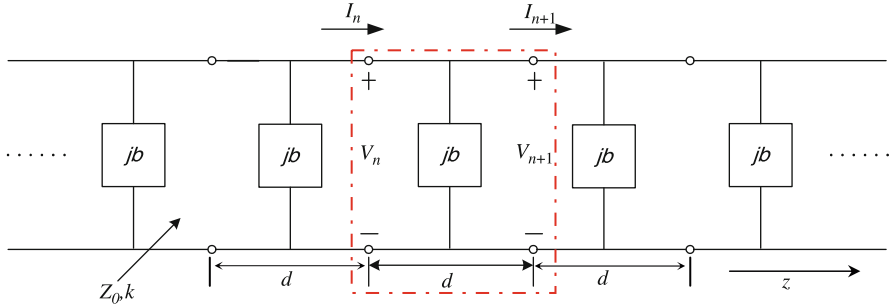 I_n I_{n+1}
+ +
...... jb jb V_n jb V_{n+1} jb jb ......
— —
d d d
Z_0,k z